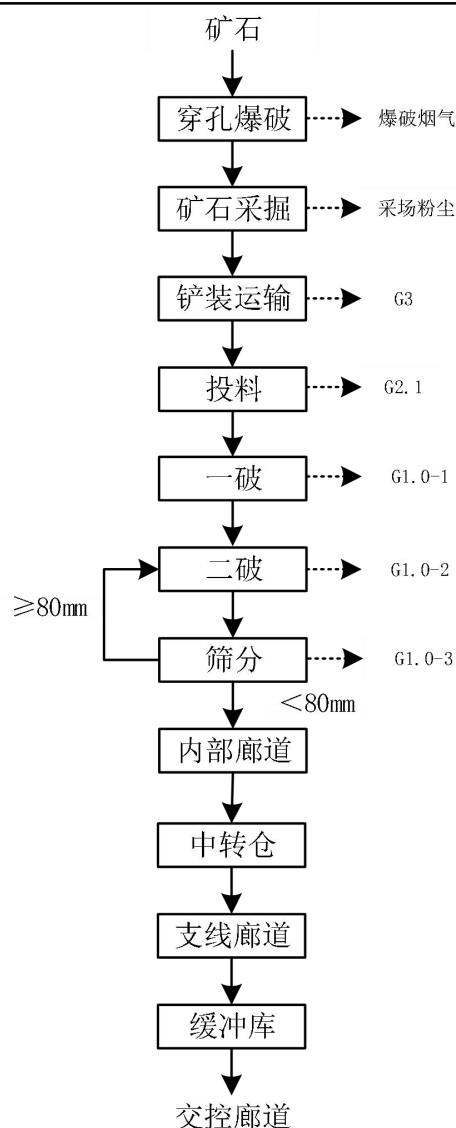 矿石
穿孔爆破
爆破烟气
矿石采掘
采场粉尘
铲装运输
G3
投料
G2.1
一破
G1.0-1
二破
G1.0-2
≥80mm
筛分
G1.0-3
<80mm
内部廊道
中转仓
支线廊道
缓冲库
交控廊道